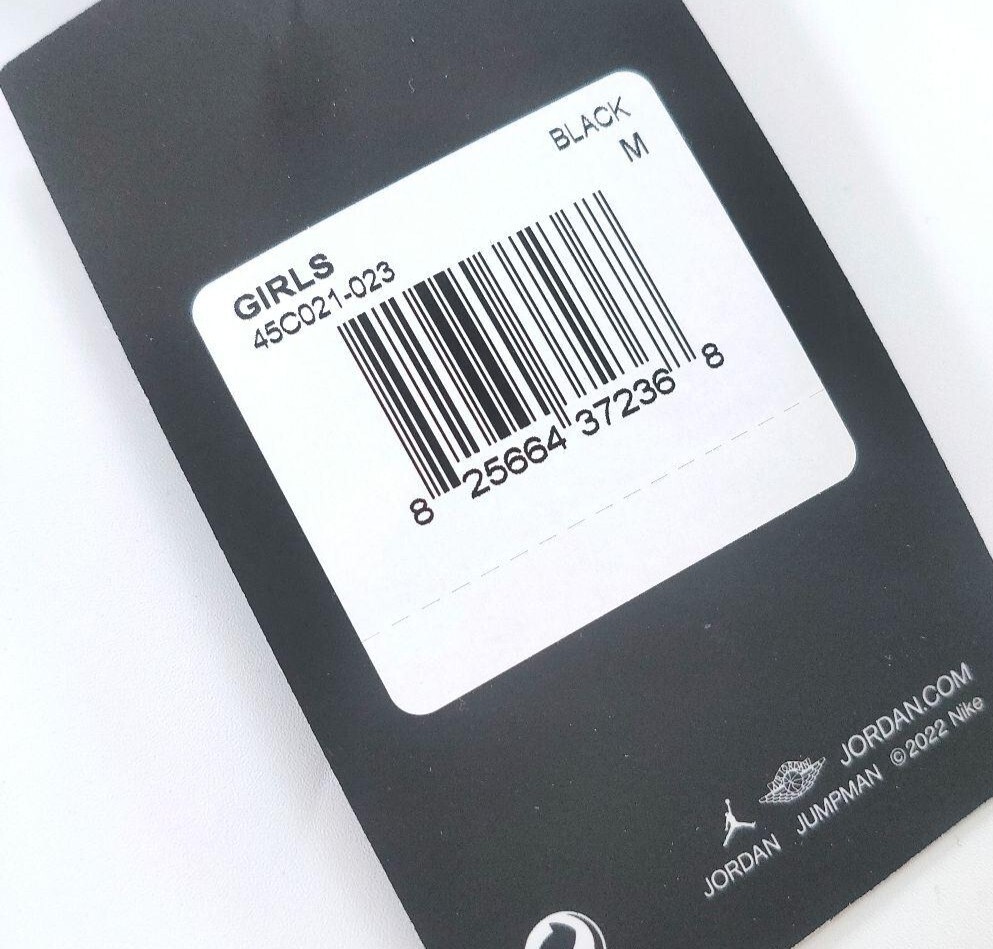 BLACK
M
GIRLS
45C021-023
8 25664 37236 8
JORDAN.COM
JORDAN JUMPMAN ©2022 Nike